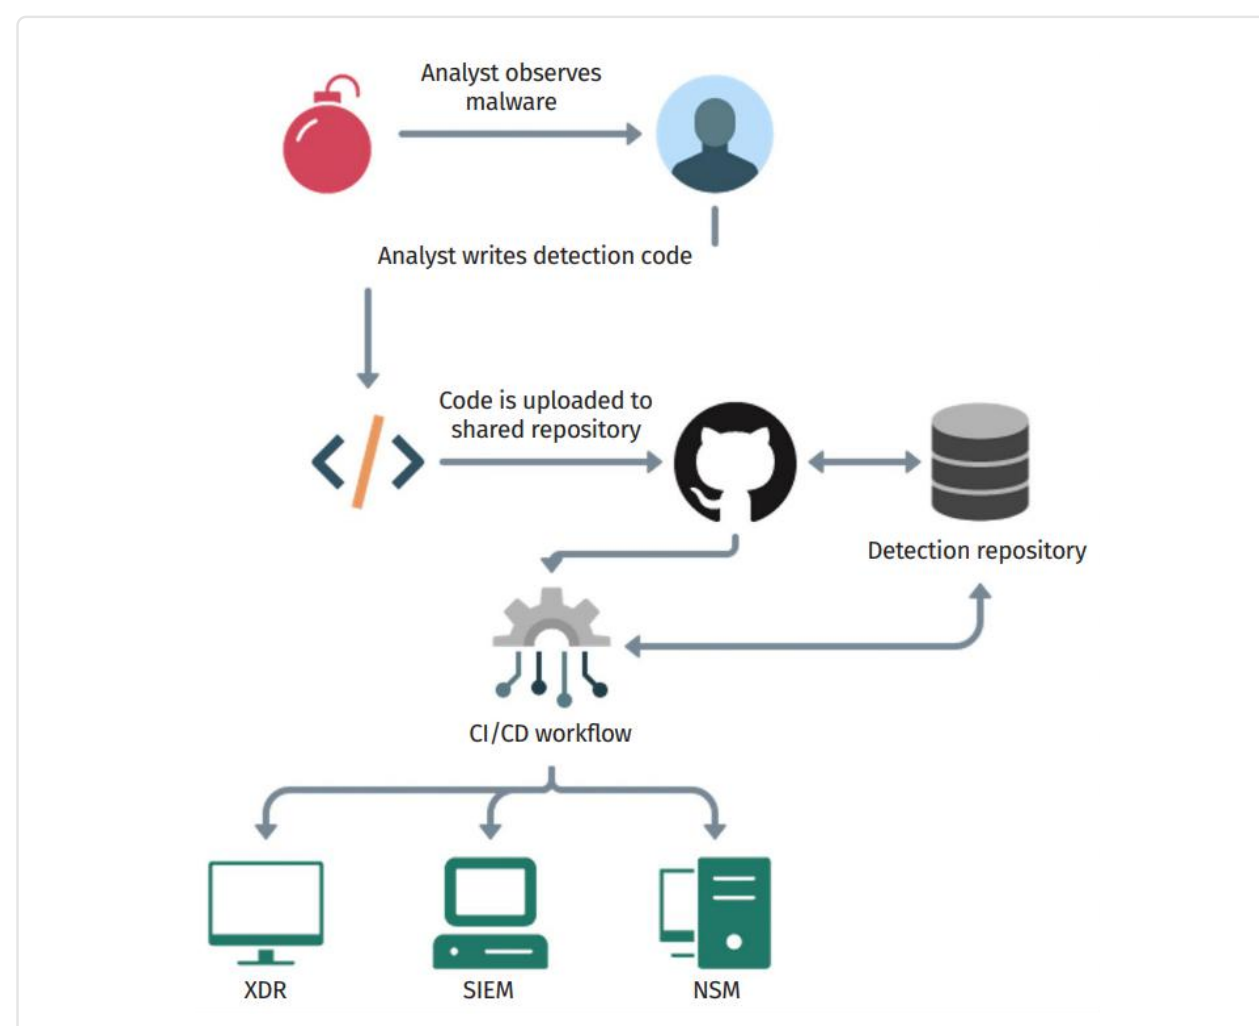 Analyst observes
malware
Analyst writes detection code
Code is uploaded to
shared repository
Detection repository
CI/CD workflow
XDR
SIEM
NSM